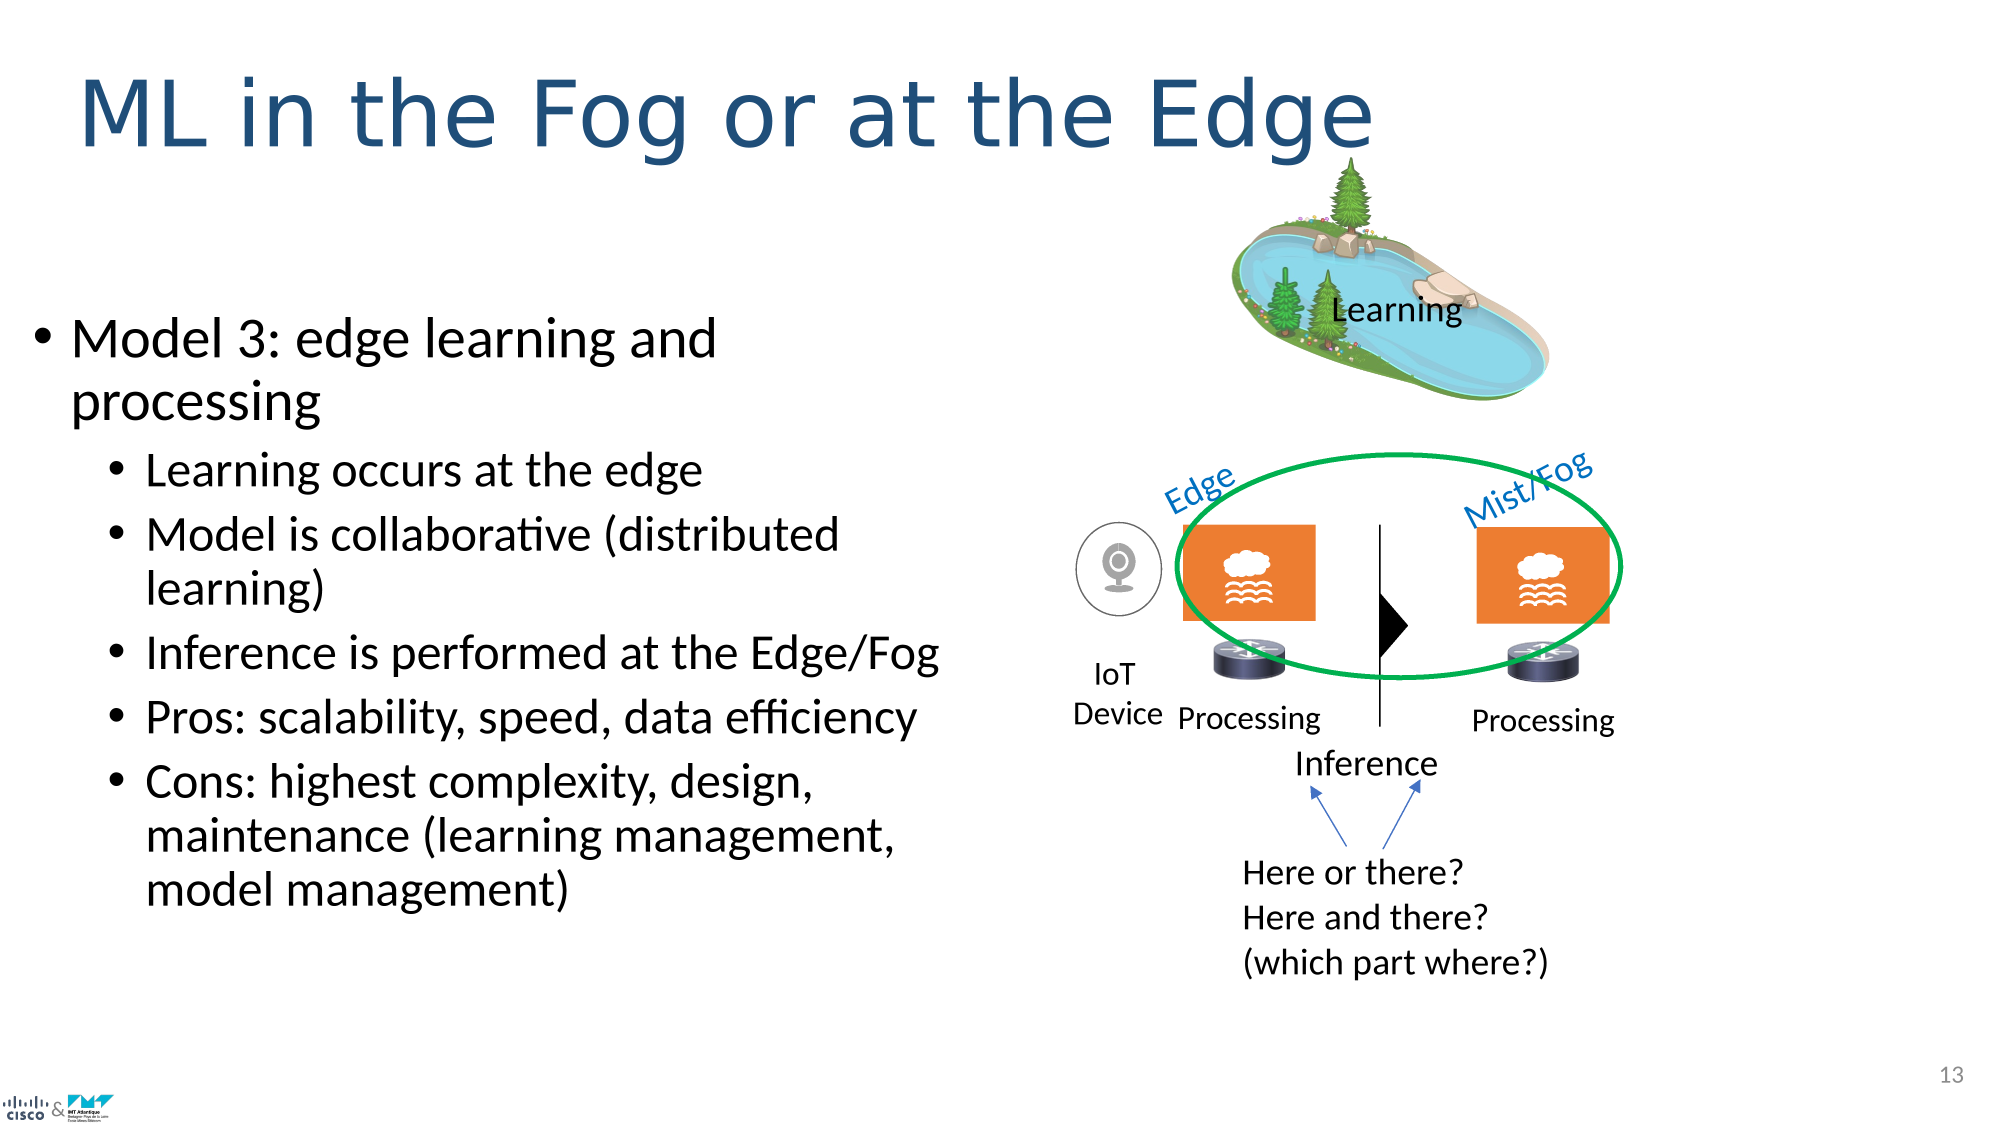 ML in the Fog or at the Edge
• Model 3: edge learning and
processing
• Learning occurs at the edge
• Model is collaborative (distributed
learning)
• Inference is performed at the Edge/Fog
• Pros: scalability, speed, data efficiency
• Cons: highest complexity, design,
maintenance (learning management,
model management)
Learning
Edge
Mist/Fog
IoT
Device
Processing
Processing
Inference
Here or there?
Here and there?
(which part where?)
13
CISCO
&
IMT Atlantique